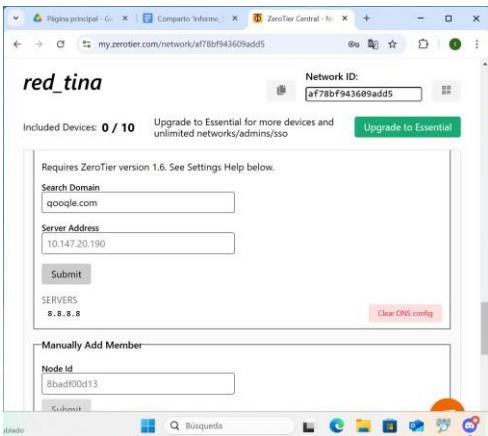 Página principal - Go
Comparto 'Informe_
ZeroTier Central - N
my.zerotier.com/network/af78bf943609add5
red_tina
Network ID:
af78bf943609add5
Included Devices: 0 / 10
Upgrade to Essential for more devices and
unlimited networks/admins/sso
Upgrade to Essential
Requires ZeroTier version 1.6. See Settings Help below.
Search Domain
qooqle.com
Server Address
10.147.20.190
Submit
SERVERS
8.8.8.8
Clear DNS config
Manually Add Member
Node Id
8badf00d13
Submit
Búsqueda